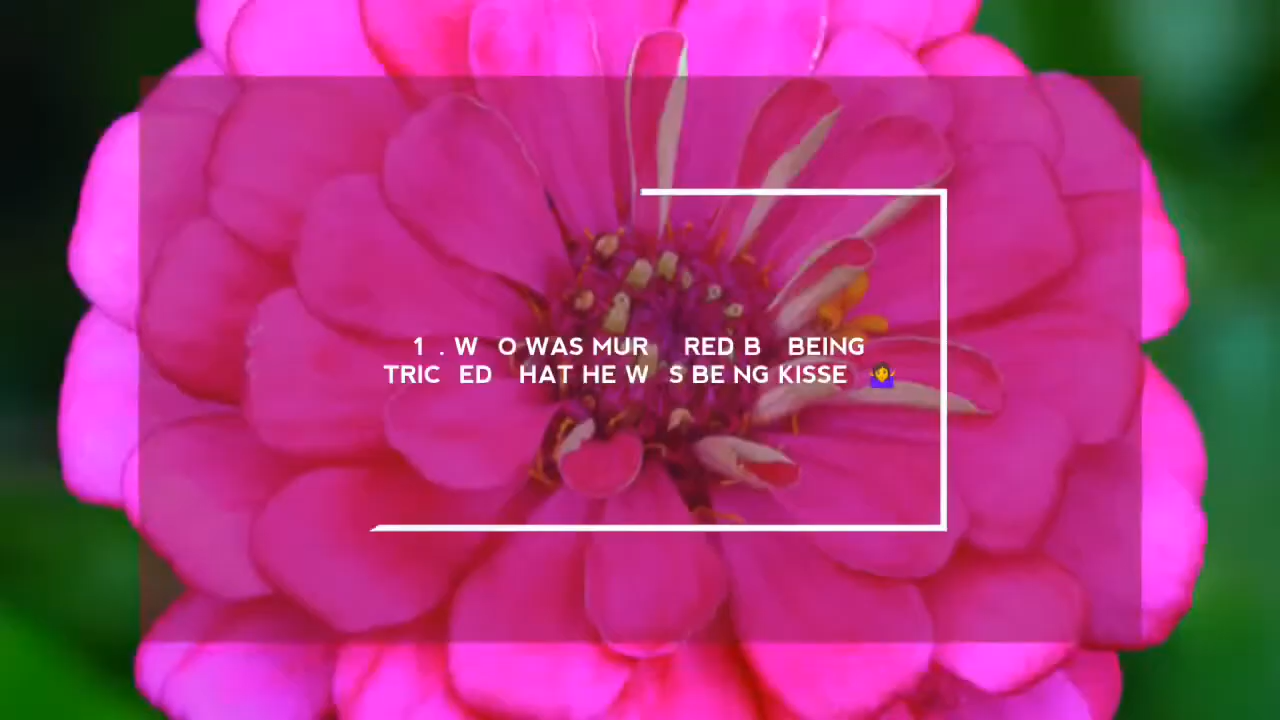 1 . W O WAS MUR RED B BEING
TRIC ED HAT HE W S BE NG KISSE 🤷‍♀️